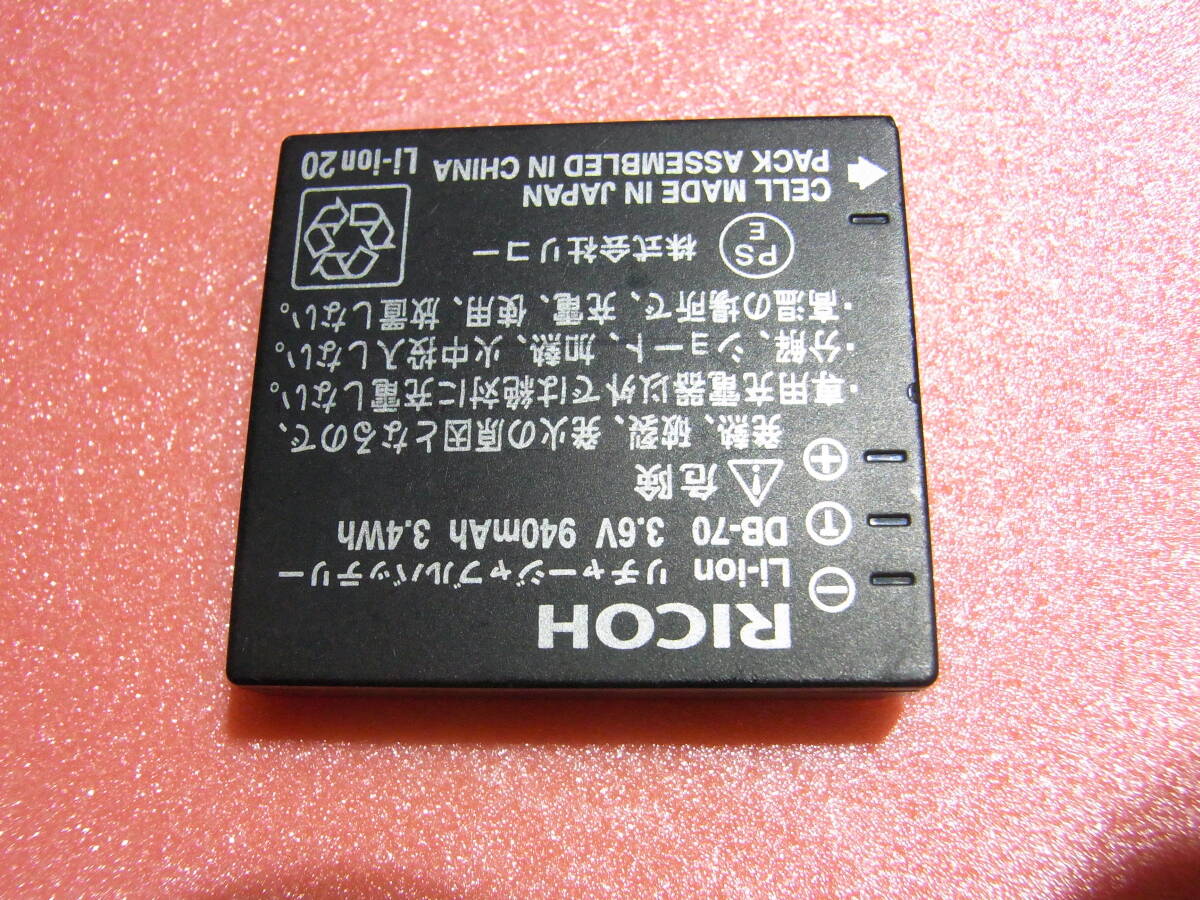 RICOH
Li-ion リチャージャブルバッテリー
DB-70 3.6V 940mAh 3.4Wh
− T +
危険
発熱、破裂、発火の原因となるので、
・専用充電器以外では絶対に充電しない。
・分解、ショート、加熱、火中投入しない。
・高温の場所で、充電、使用、放置しない。
PS E 株式会社リコー
CELL MADE IN JAPAN
PACK ASSEMBLED IN CHINA
Li-ion20